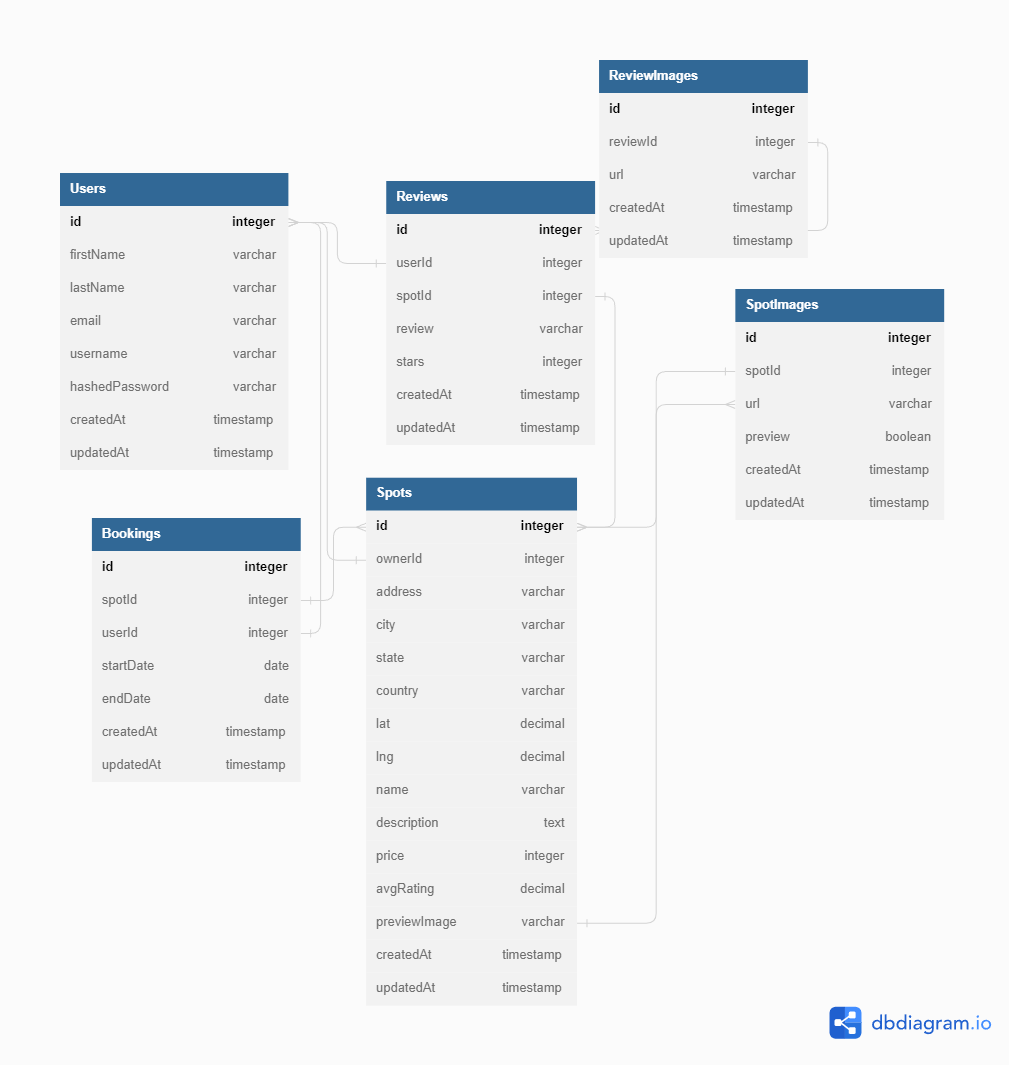 ReviewImages
id integer
reviewId integer
url varchar
createdAt timestamp
updatedAt timestamp
Users
id integer
firstName varchar
lastName varchar
email varchar
username varchar
hashedPassword varchar
createdAt timestamp
updatedAt timestamp
Reviews
id integer
userId integer
spotId integer
review varchar
stars integer
createdAt timestamp
updatedAt timestamp
SpotImages
id integer
spotId integer
url varchar
preview boolean
createdAt timestamp
updatedAt timestamp
Bookings
id integer
spotId integer
userId integer
startDate date
endDate date
createdAt timestamp
updatedAt timestamp
Spots
id integer
ownerId integer
address varchar
city varchar
state varchar
country varchar
lat decimal
lng decimal
name varchar
description text
price integer
avgRating decimal
previewImage varchar
createdAt timestamp
updatedAt timestamp
dbdiagram.io